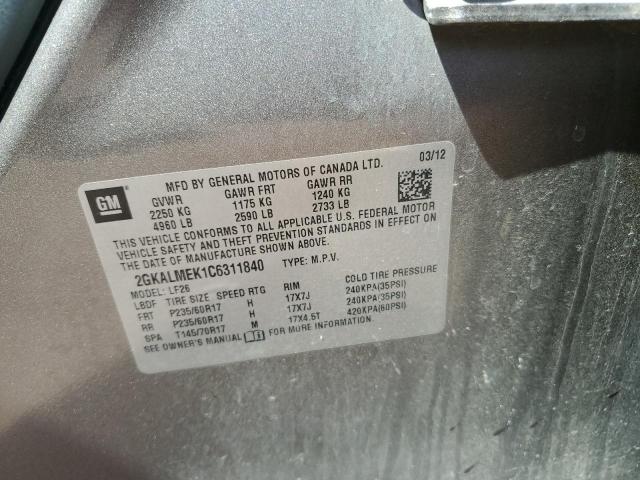 MFD BY GENERAL MOTORS OF CANADA LTD. 03/12
GM
GVWR GAWR FRT GAWR RR
2250 KG 1175 KG 1240 KG
4960 LB 2590 LB 2733 LB
THIS VEHICLE CONFORMS TO ALL APPLICABLE U.S. FEDERAL MOTOR
VEHICLE SAFETY AND THEFT PREVENTION STANDARDS IN EFFECT ON
THE DATE OF MANUFACTURE SHOWN ABOVE.
2GKALMEK1C6311840 TYPE: M.P.V.
MODEL: LF26
LBDF TIRE SIZE SPEED RTG RIM COLD TIRE PRESSURE
FRT P235/60R17 H 17X7J 240KPA(35PSI)
RR P235/60R17 H 17X7J 240KPA(35PSI)
SPA T145/70R17 M 17X4.5T 420KPA(60PSI)
SEE OWNER'S MANUAL FOR MORE INFORMATION.